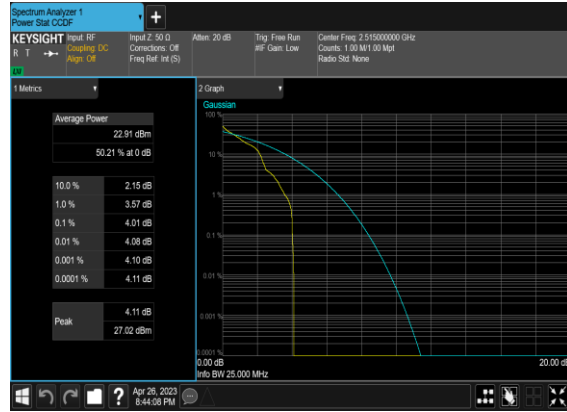 Spectrum Analyzer 1
Power Stat CCDF
+
KEYSIGHT
R T
Input: RF
Coupling: DC
Align: Off
Input Z: 50 Ω
Corrections: Off
Freq Ref: Int (S)
Atten: 20 dB
Trig: Free Run
#IF Gain: Low
Center Freq: 2.515000000 GHz
Counts: 1.00 M/1.00 Mpt
Radio Std: None
1 Metrics
Average Power
22.91 dBm
50.21 % at 0 dB
10.0 % 2.15 dB
1.0 % 3.57 dB
0.1 % 4.01 dB
0.01 % 4.08 dB
0.001 % 4.10 dB
0.0001 % 4.11 dB
Peak 4.11 dB
27.02 dBm
2 Graph
Gaussian
100 %
10 %
1 %
0.1 %
0.01 %
0.001 %
0.0001 %
0.00 dB 20.00 dB
Info BW 25.000 MHz
?
Apr 26, 2023
8:44:08 PM